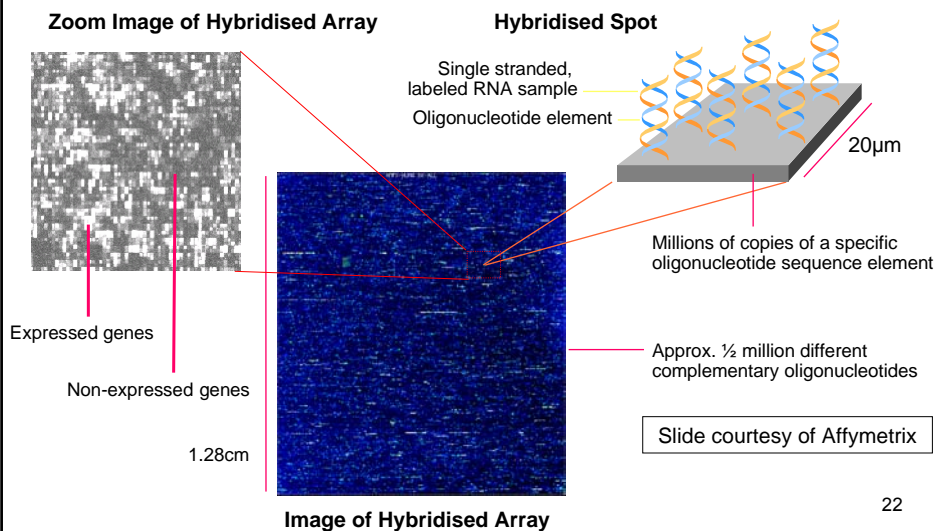 Zoom Image of Hybridised Array
Hybridised Spot
Single stranded,
labeled RNA sample
Oligonucleotide element
20µm
Millions of copies of a specific
oligonucleotide sequence element
Expressed genes
Non-expressed genes
Approx. ½ million different
complementary oligonucleotides
1.28cm
Slide courtesy of Affymetrix
Image of Hybridised Array
22